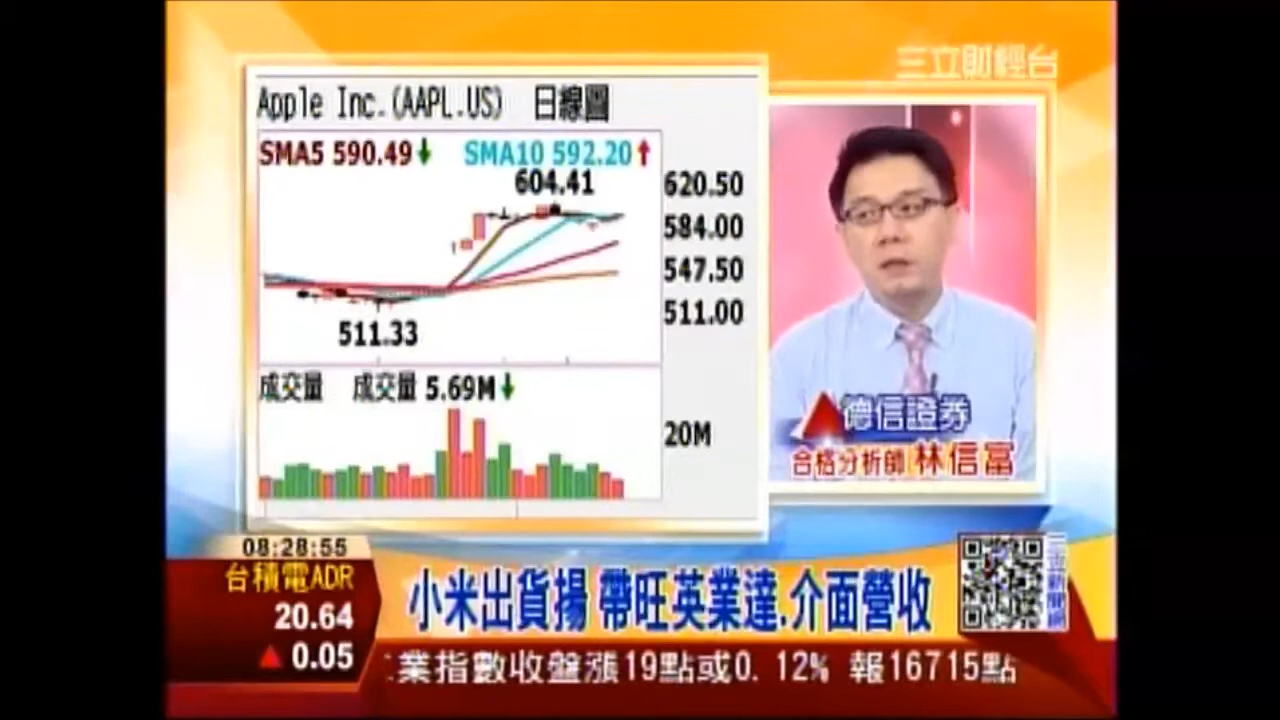 三立財經台
Apple Inc.(AAPL.US) 日線圖
SMA5 590.49↓ SMA10 592.20↑
604.41
620.50
584.00
547.50
511.00
511.33
成交量 成交量 5.69M↓
20M
德信證券
合格分析師 林信富
08:28:55
台積電ADR
20.64
▲ 0.05
小米出貨揚 帶旺英業達.介面營收
三立新聞網
業指數收盤漲19點或0.12% 報16715點